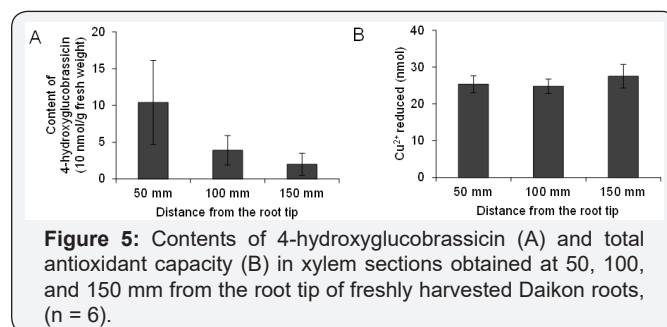 A
Content of
4-hydroxyglucobrassicin
(10 nmol/g fresh weight)
20
15
10
5
0
50 mm 100 mm 150 mm
Distance from the root tip
B
Cu²⁺ reduced (nmol)
40
30
20
10
0
50 mm 100 mm 150 mm
Distance from the root tip
Figure 5: Contents of 4-hydroxyglucobrassicin (A) and total
antioxidant capacity (B) in xylem sections obtained at 50, 100,
and 150 mm from the root tip of freshly harvested Daikon roots,
(n = 6).